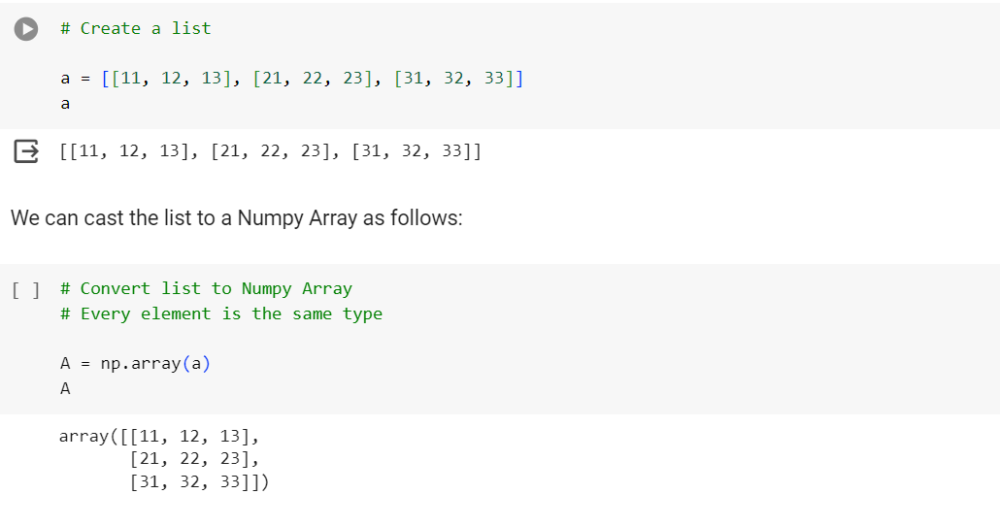 # Create a list
a = [[11, 12, 13], [21, 22, 23], [31, 32, 33]]
a
[[11, 12, 13], [21, 22, 23], [31, 32, 33]]
We can cast the list to a Numpy Array as follows:
[ ] # Convert list to Numpy Array
# Every element is the same type
A = np.array(a)
A
array([[11, 12, 13],
       [21, 22, 23],
       [31, 32, 33]])